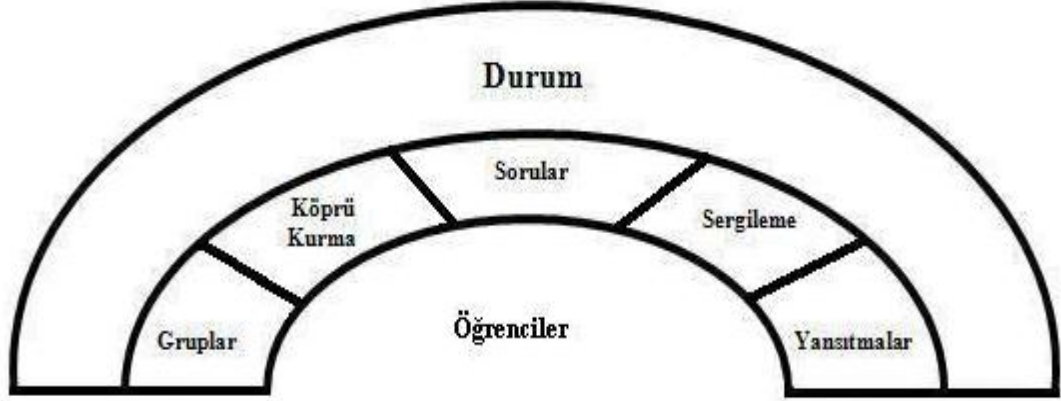 Durum
Sorular
Köprü
Kurma
Sergileme
Gruplar
Öğrenciler
Yansıtmalar